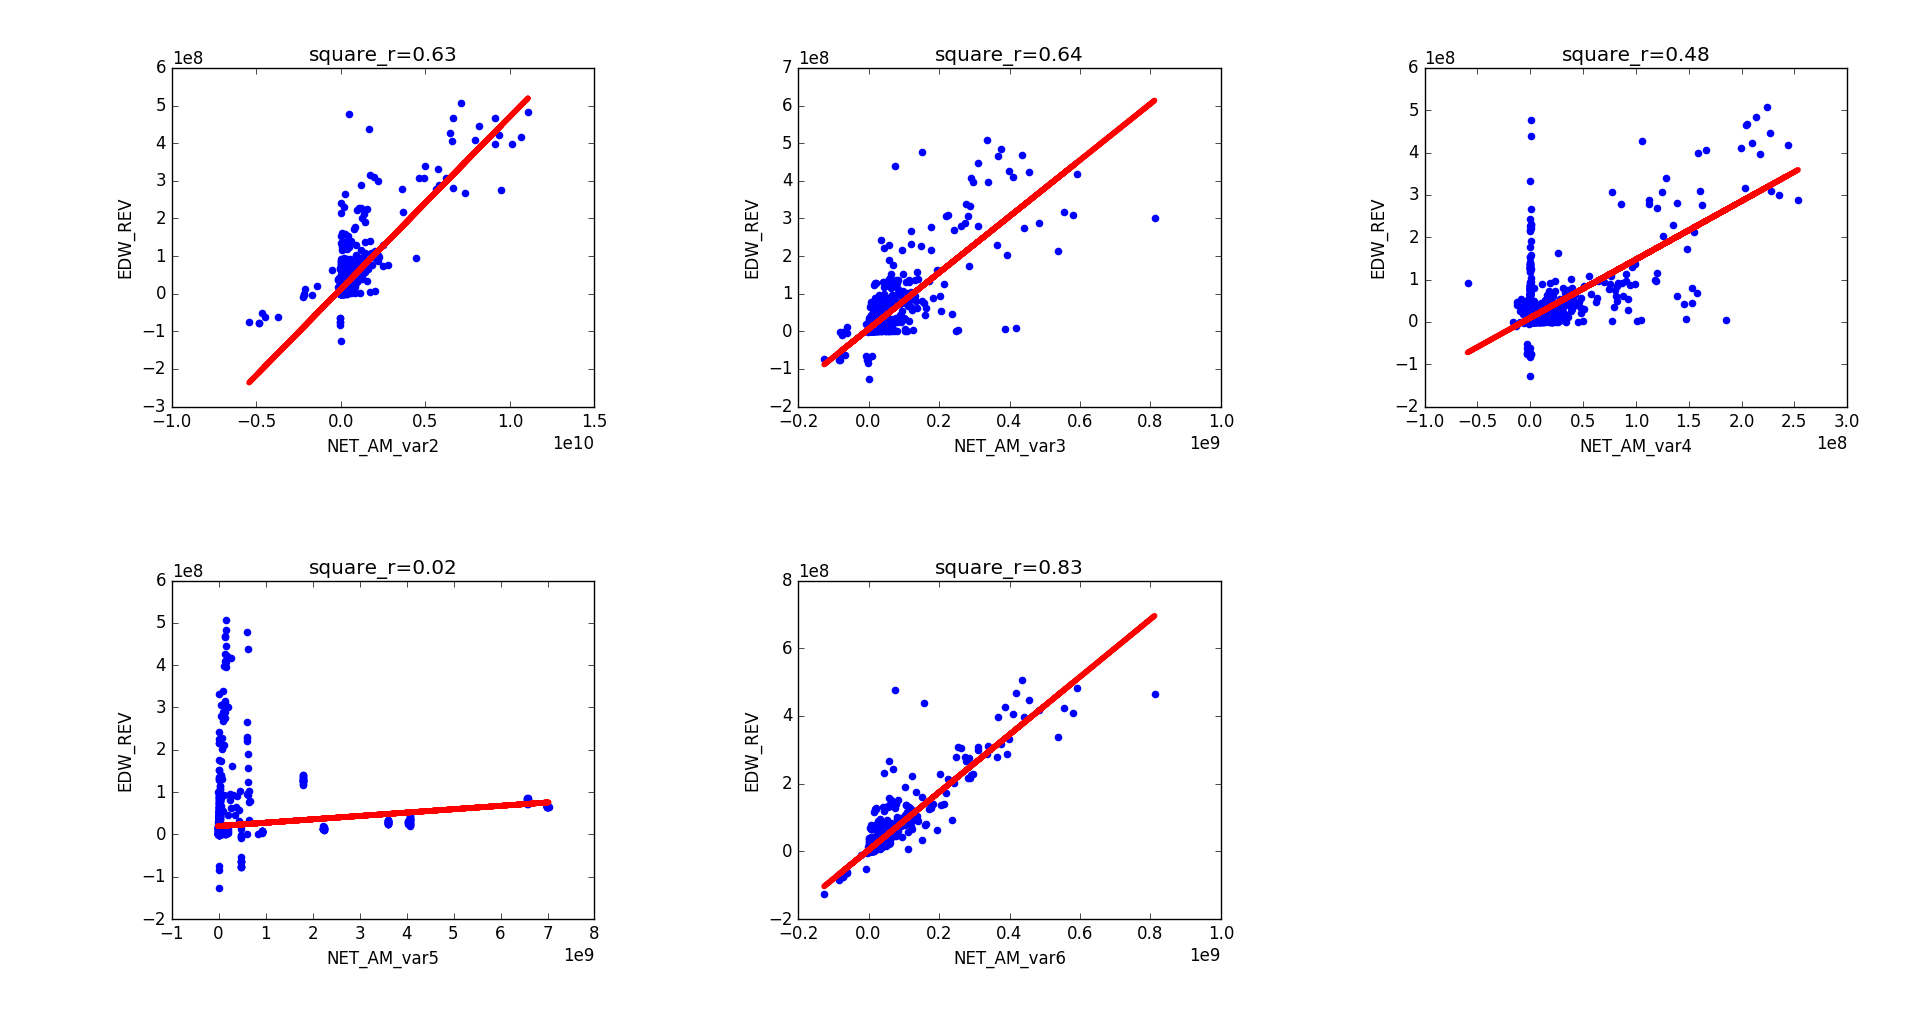 square_r=0.63
1e8
6
5
4
3
2
1
0
−1
−2
−3
EDW_REV
−1.0 −0.5 0.0 0.5 1.0 1.5
NET_AM_var2
1e10
square_r=0.64
1e8
7
6
5
4
3
2
1
0
−1
−2
EDW_REV
−0.2 0.0 0.2 0.4 0.6 0.8 1.0
NET_AM_var3
1e9
square_r=0.48
1e8
6
5
4
3
2
1
0
−1
−2
EDW_REV
−1.0 −0.5 0.0 0.5 1.0 1.5 2.0 2.5 3.0
NET_AM_var4
1e8
square_r=0.02
1e8
6
5
4
3
2
1
0
−1
−2
EDW_REV
−1 0 1 2 3 4 5 6 7 8
NET_AM_var5
1e9
square_r=0.83
1e8
8
6
4
2
0
−2
EDW_REV
−0.2 0.0 0.2 0.4 0.6 0.8 1.0
NET_AM_var6
1e9